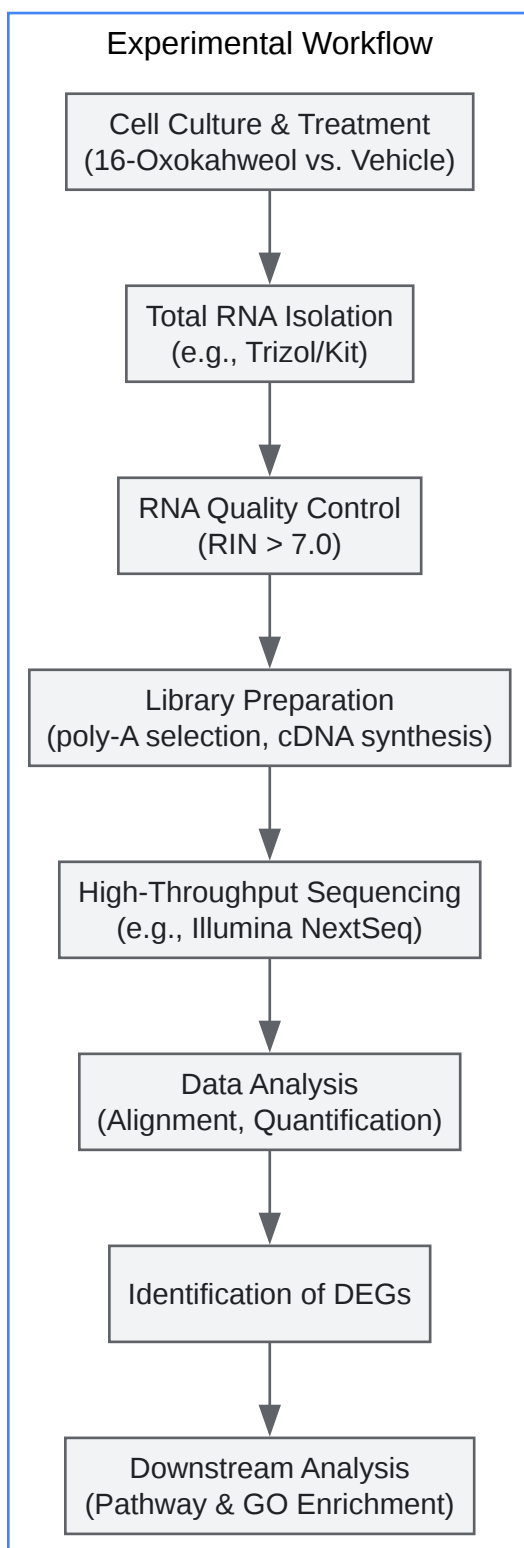 Experimental Workflow
Cell Culture & Treatment
(16-Oxokahweol vs. Vehicle)
Total RNA Isolation
(e.g., Trizol/Kit)
RNA Quality Control
(RIN > 7.0)
Library Preparation
(poly-A selection, cDNA synthesis)
High-Throughput Sequencing
(e.g., Illumina NextSeq)
Data Analysis
(Alignment, Quantification)
Identification of DEGs
Downstream Analysis
(Pathway & GO Enrichment)